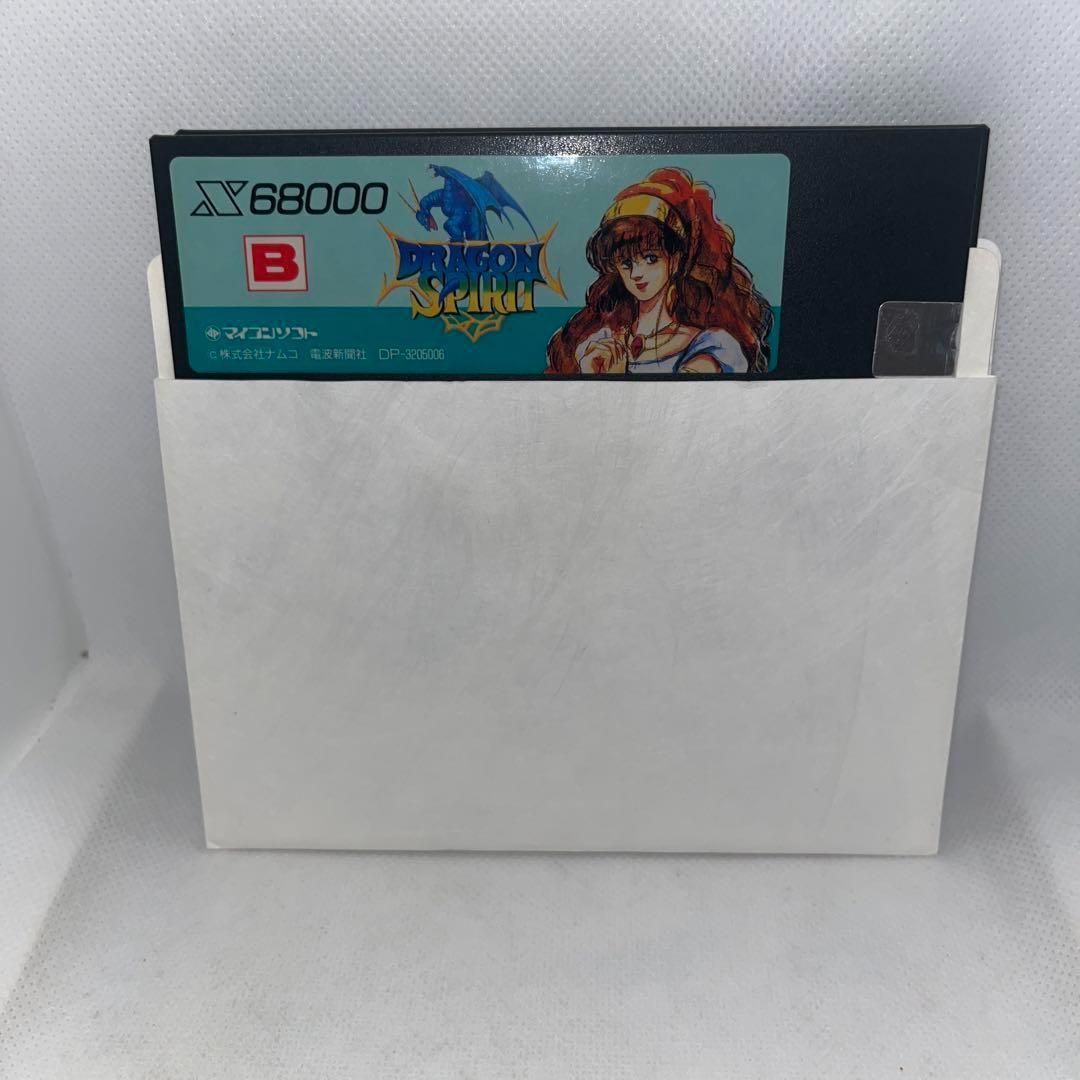 X68000
B
DRAGON
SPIRIT
マイコンソフト
© 株式会社ナムコ 電波新聞社 DP-3205006